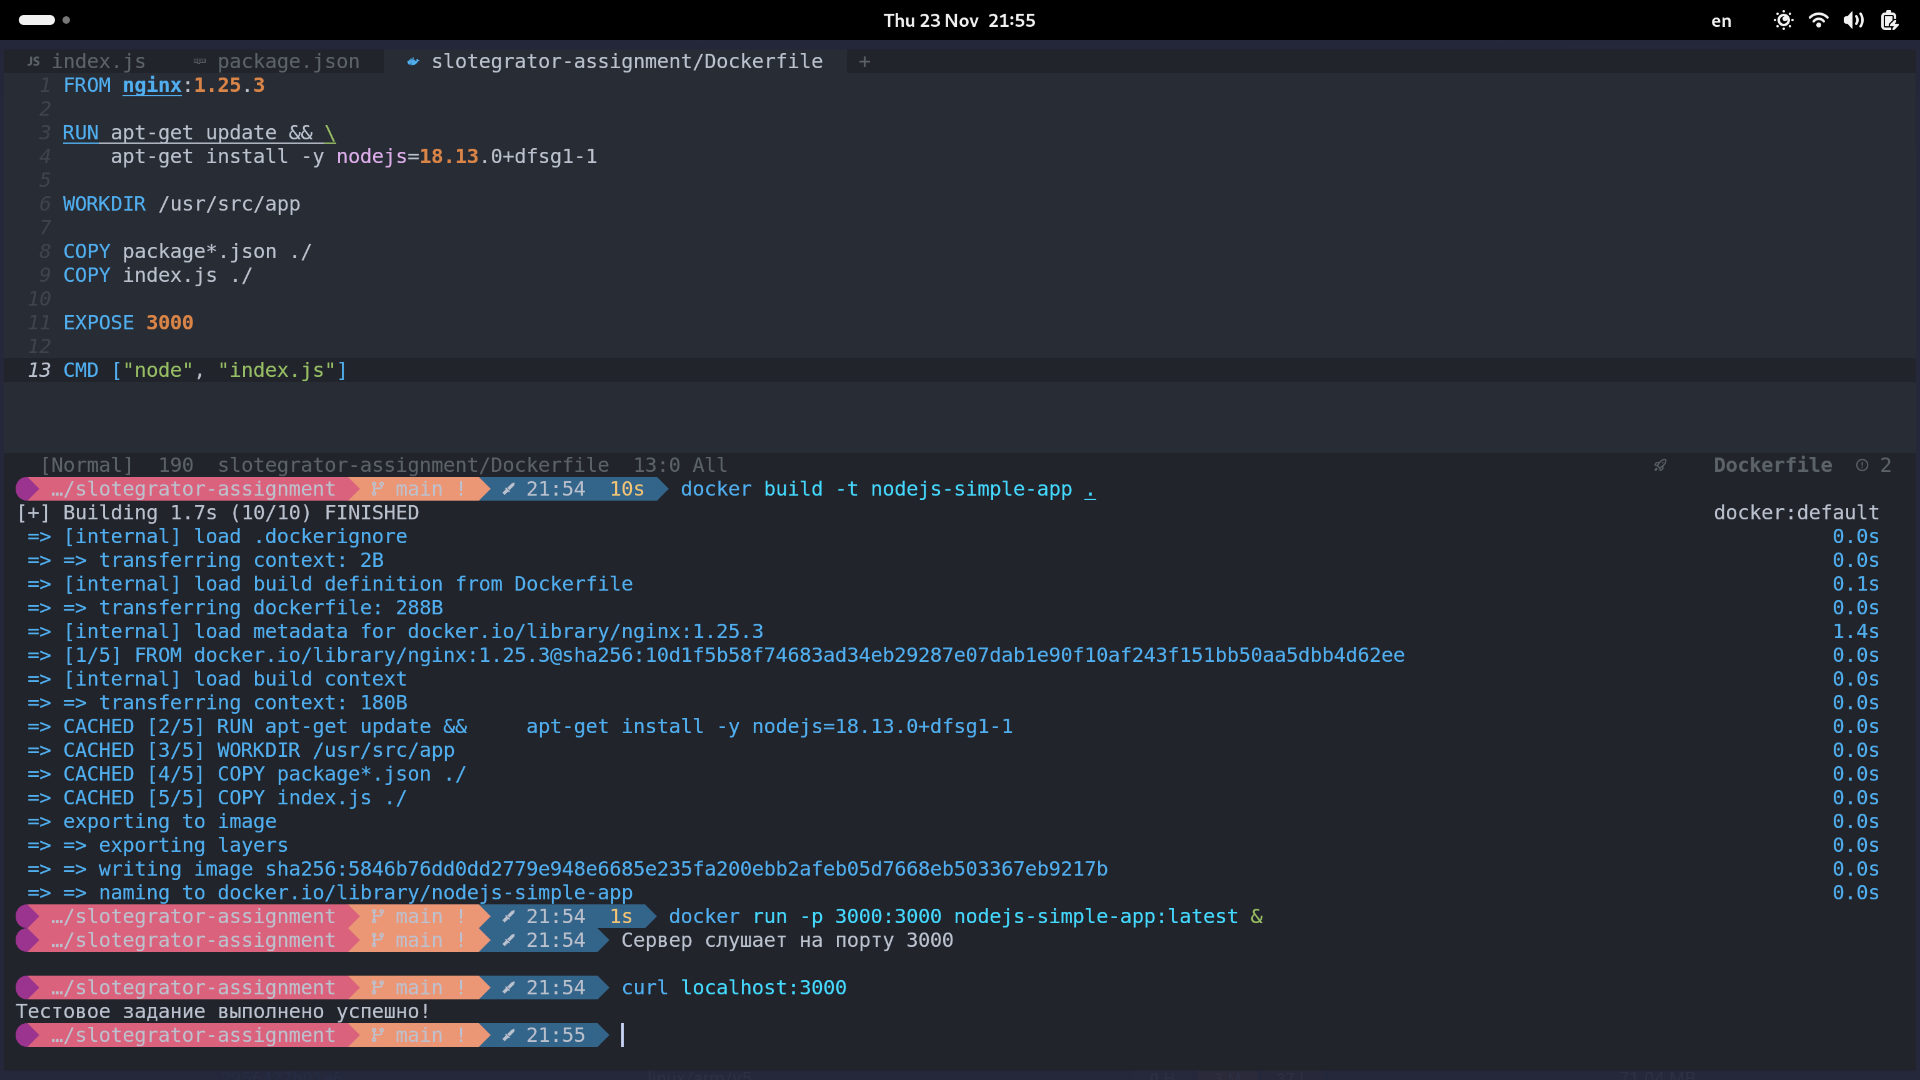 Thu 23 Nov 21:55
en
JS index.js package.json slotegrator-assignment/Dockerfile +
1 FROM nginx:1.25.3
2
3 RUN apt-get update && \
4 apt-get install -y nodejs=18.13.0+dfsg1-1
5
6 WORKDIR /usr/src/app
7
8 COPY package*.json ./
9 COPY index.js ./
10
11 EXPOSE 3000
12
13 CMD ["node", "index.js"]
[Normal] 190 slotegrator-assignment/Dockerfile 13:0 All Dockerfile 2
…/slotegrator-assignment main ! 21:54 10s docker build -t nodejs-simple-app .
[+] Building 1.7s (10/10) FINISHED docker:default
=> [internal] load .dockerignore 0.0s
=> => transferring context: 2B 0.0s
=> [internal] load build definition from Dockerfile 0.1s
=> => transferring dockerfile: 288B 0.0s
=> [internal] load metadata for docker.io/library/nginx:1.25.3 1.4s
=> [1/5] FROM docker.io/library/nginx:1.25.3@sha256:10d1f5b58f74683ad34eb29287e07dab1e90f10af243f151bb50aa5dbb4d62ee 0.0s
=> [internal] load build context 0.0s
=> => transferring context: 180B 0.0s
=> CACHED [2/5] RUN apt-get update && apt-get install -y nodejs=18.13.0+dfsg1-1 0.0s
=> CACHED [3/5] WORKDIR /usr/src/app 0.0s
=> CACHED [4/5] COPY package*.json ./ 0.0s
=> CACHED [5/5] COPY index.js ./ 0.0s
=> exporting to image 0.0s
=> => exporting layers 0.0s
=> => writing image sha256:5846b76dd0dd2779e948e6685e235fa200ebb2afeb05d7668eb503367eb9217b 0.0s
=> => naming to docker.io/library/nodejs-simple-app 0.0s
…/slotegrator-assignment main ! 21:54 1s docker run -p 3000:3000 nodejs-simple-app:latest &
…/slotegrator-assignment main ! 21:54 Сервер слушает на порту 3000
…/slotegrator-assignment main ! 21:54 curl localhost:3000
Тестовое задание выполнено успешно!
…/slotegrator-assignment main ! 21:55